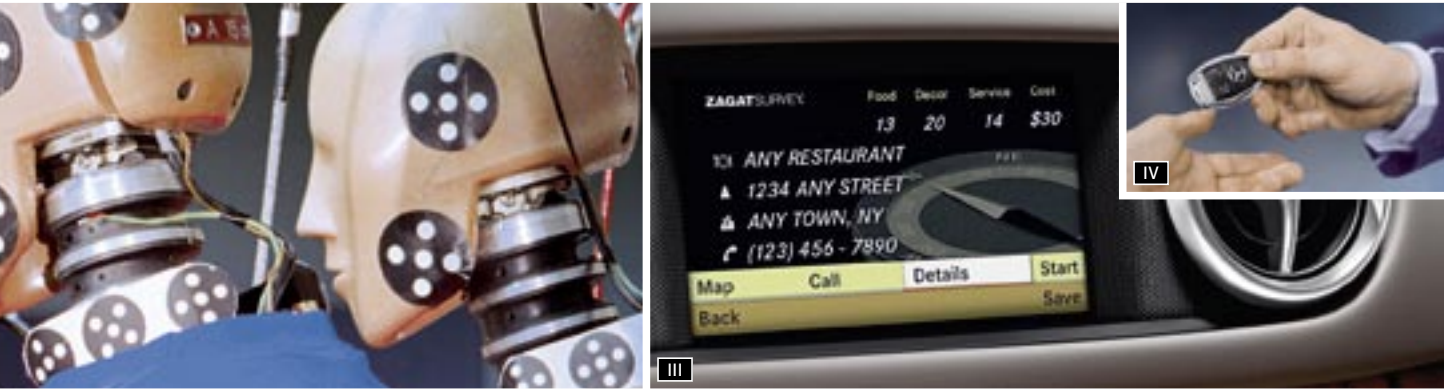 A 15
ZAGATSURVEY. Food Decor Service Cost
13 20 14 $30
ANY RESTAURANT
1234 ANY STREET
ANY TOWN, NY
(123) 456 - 7890
Map Call Details Start
Back Save
III
IV